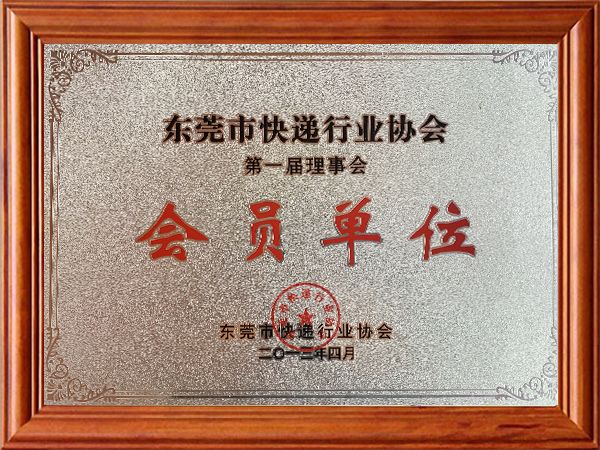 东莞市快递行业协会
第一届理事会
会员单位
东莞市快递行业协会
二〇一二年四月